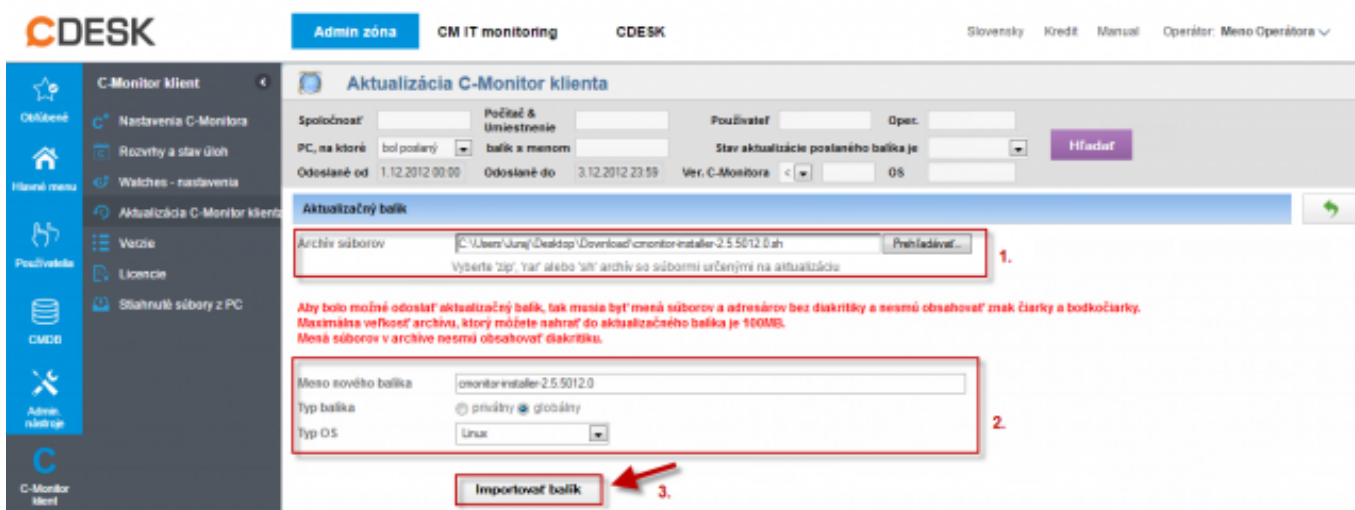 CDESK
Admin zóna
CM IT monitoring
CDESK
Slovensky
Kredit
Manual
Operátor: Meno Operátora
Obľúbené
Hlavné menu
Používatelia
CMDB
Admin. nástroje
C-Monitor klient
C-Monitor klient
Nastavenia C-Monitora
Rozvrhy a stav úloh
Watches - nastavenia
Aktualizácia C-Monitor klienta
Verzie
Licencie
Stiahnuté súbory z PC
Aktualizácia C-Monitor klienta
Spoločnosť
Počítač & Umiestnenie
Používateľ
Oper.
PC, na ktoré
bol poslaný
balík s menom
Stav aktualizácie poslaného balíka je
Hľadať
Odoslané od
1.12.2012 00:00
Odoslané do
3.12.2012 23:59
Ver. C-Monitora
<
OS
Aktualizačný balík
Archív súborov
C:\Users\Juraj\Desktop\Download\cmonitor-installer-2.5.5012.0.sh
Prehľadávať...
1.
Vyberte 'zip', 'rar' alebo 'sh' archív so súbormi určenými na aktualizáciu
Aby bolo možné odoslať aktualizačný balík, tak musia byť mená súborov a adresárov bez diakritiky a nesmú obsahovať znak čiarky a bodkočiarky.
Maximálna veľkosť archívu, ktorý môžete nahrať do aktualizačného balíka je 100MB.
Mená súborov v archíve nesmú obsahovať diakritiku.
Meno nového balíka
cmonitor-installer-2.5.5012.0
Typ balíka
privátny
globálny
2.
Typ OS
Linux
Importovať balík
3.